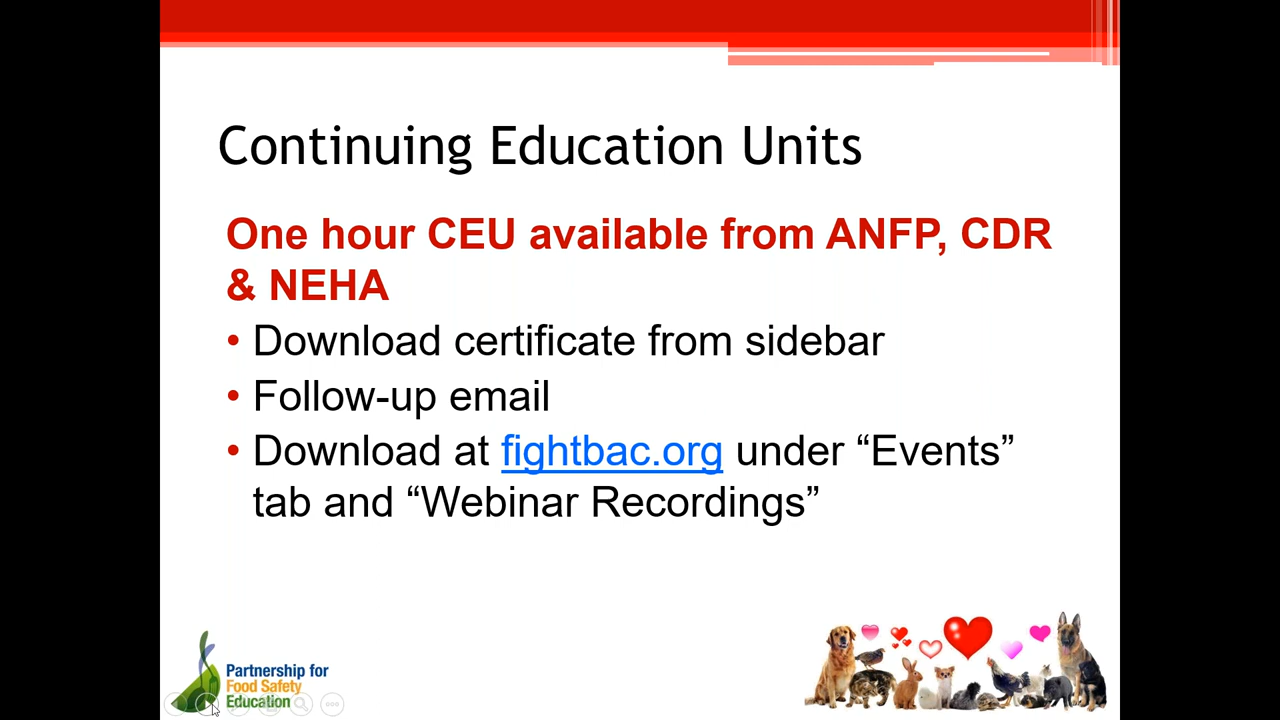 Continuing Education Units
One hour CEU available from ANFP, CDR
& NEHA
• Download certificate from sidebar
• Follow-up email
• Download at fightbac.org under “Events”
tab and “Webinar Recordings”
Partnership for
Food Safety
Education